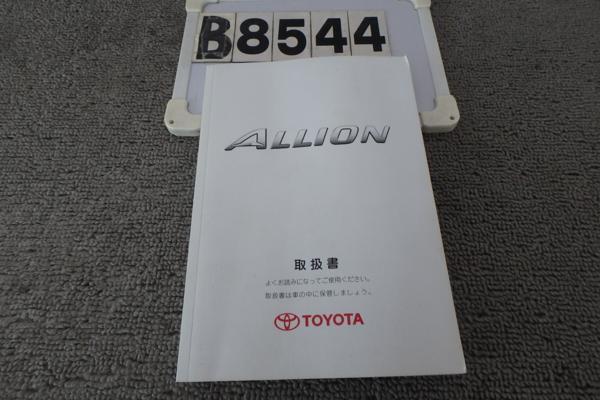 B8544
ALLION
取扱書
よくお読みになってご使用ください。
取扱書は車の中に保管しましょう。
TOYOTA